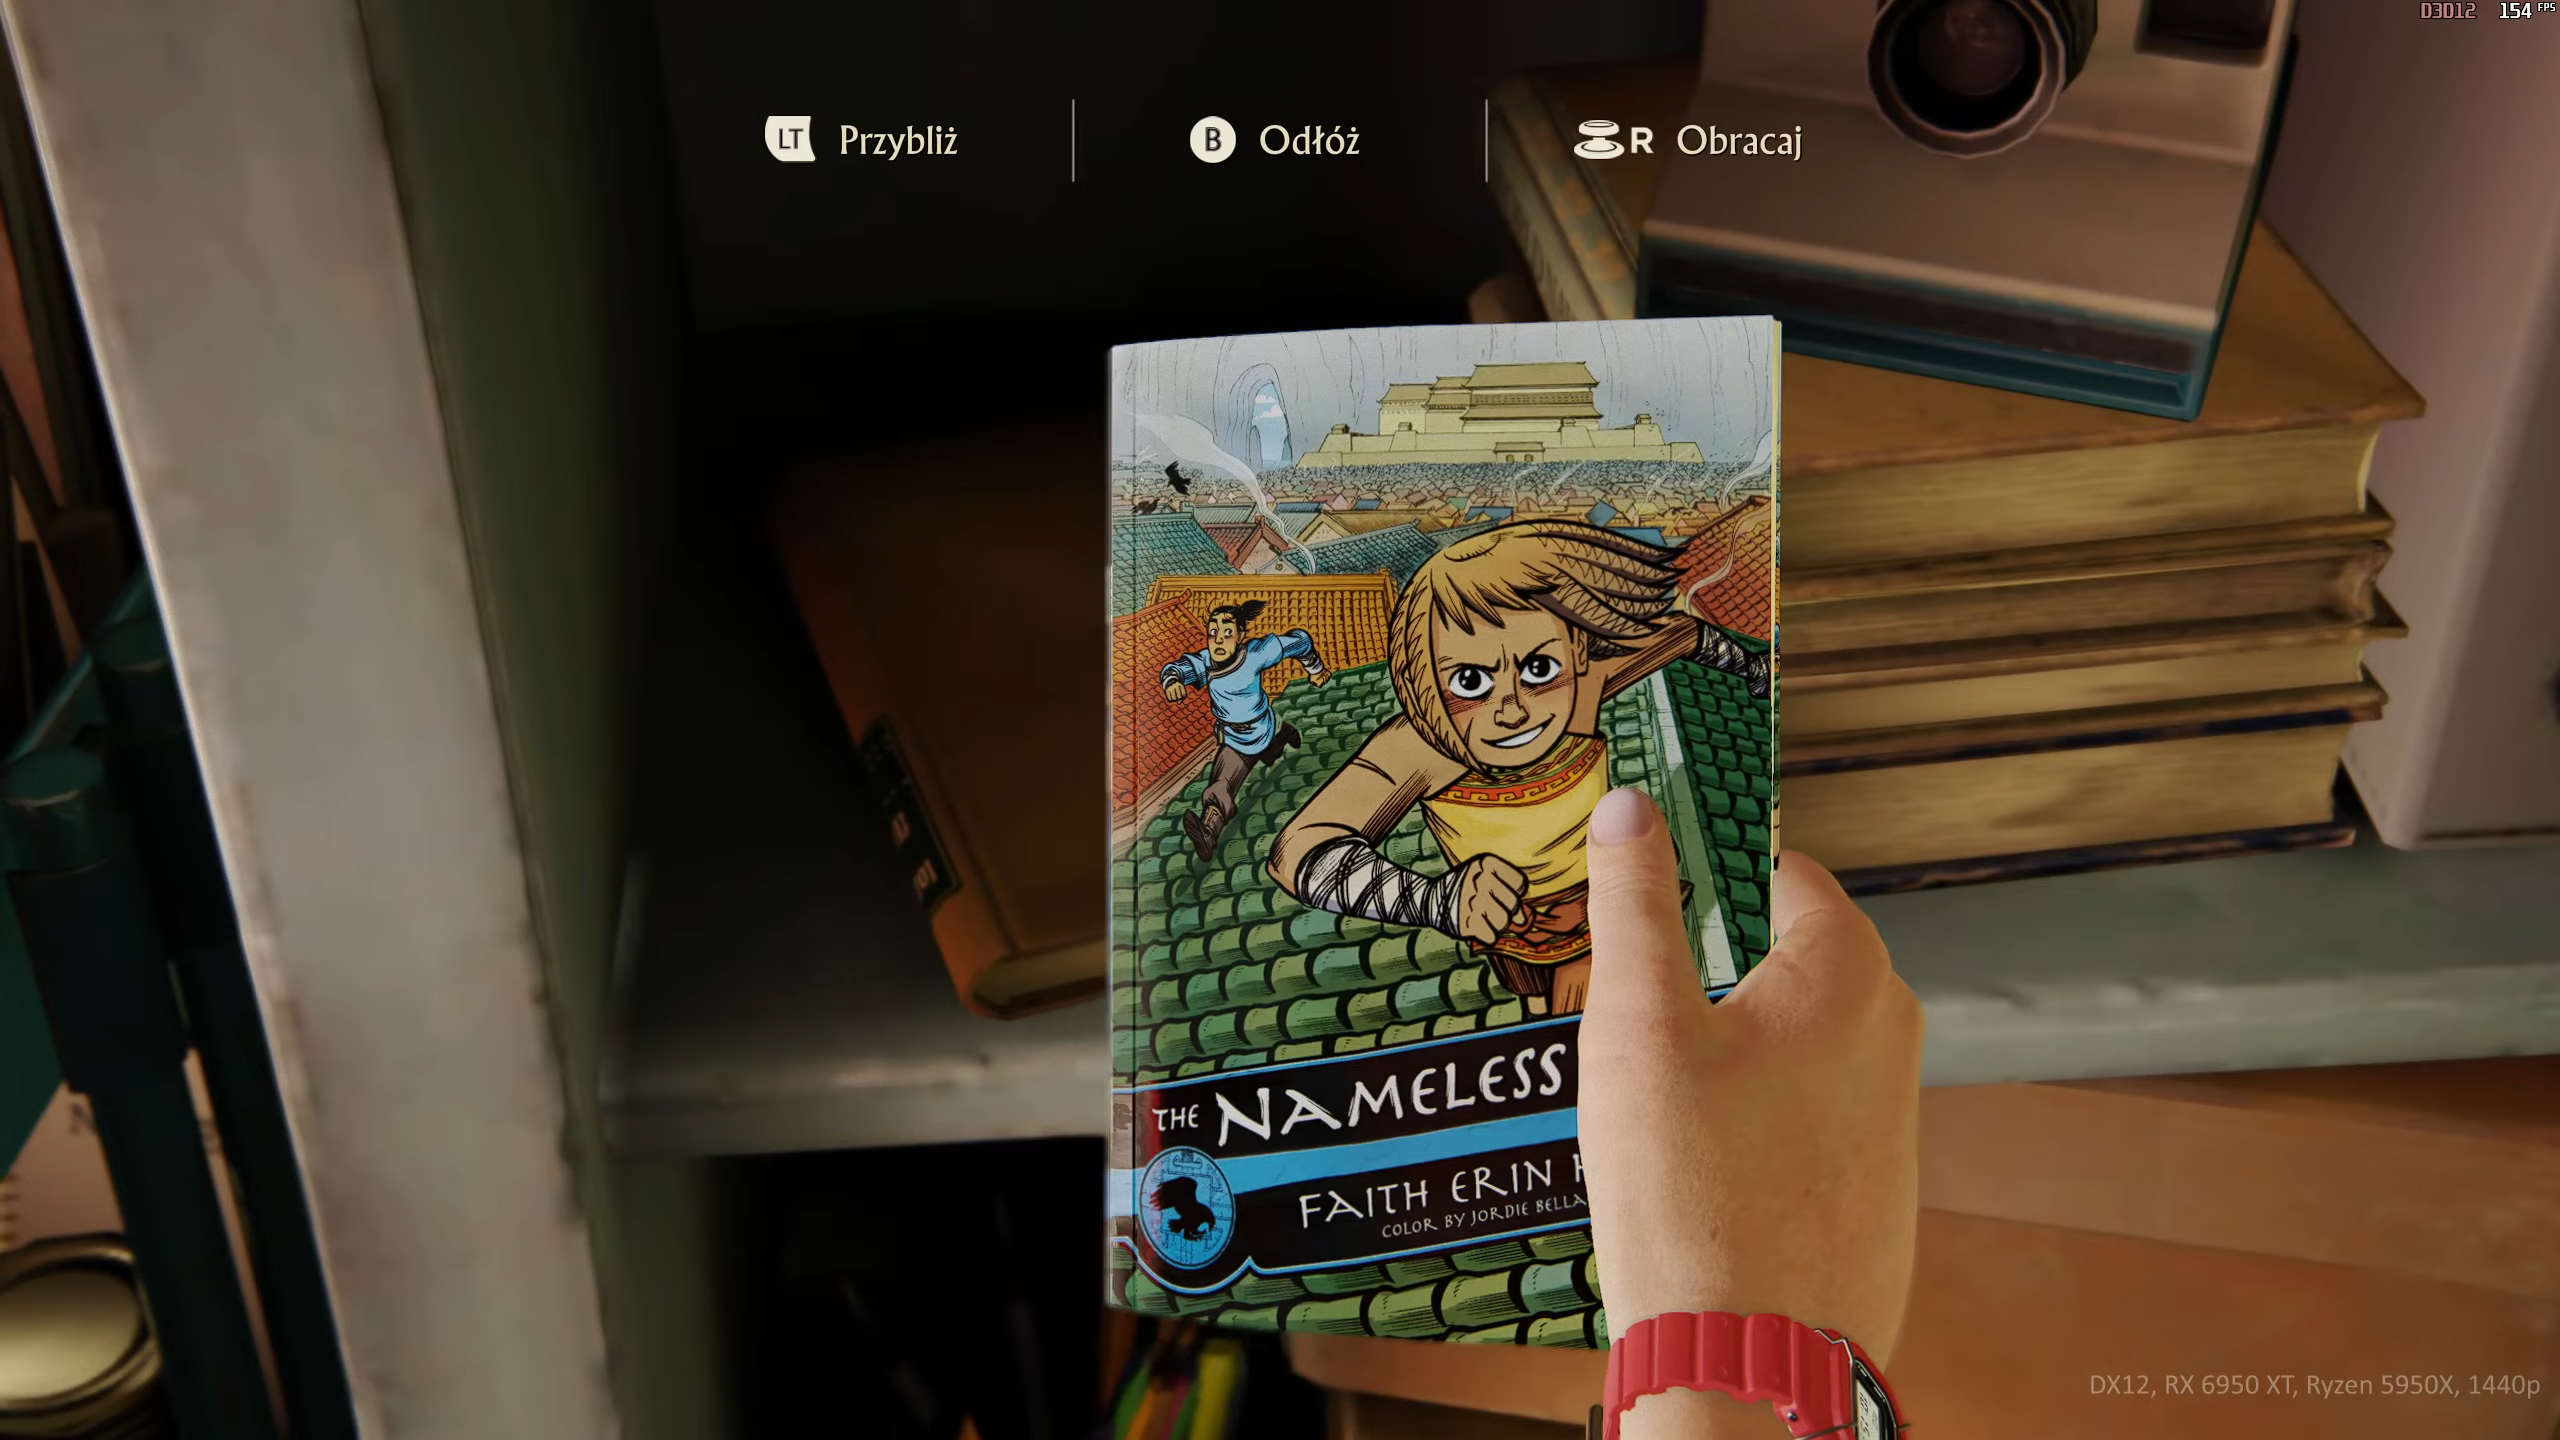 D3D12 154 FPS
LT Przybliż
B Odłóż
R Obracaj
THE NAMELESS
FAITH ERIN H
COLOR BY JORDIE BELLA
DX12, RX 6950 XT, Ryzen 5950X, 1440p